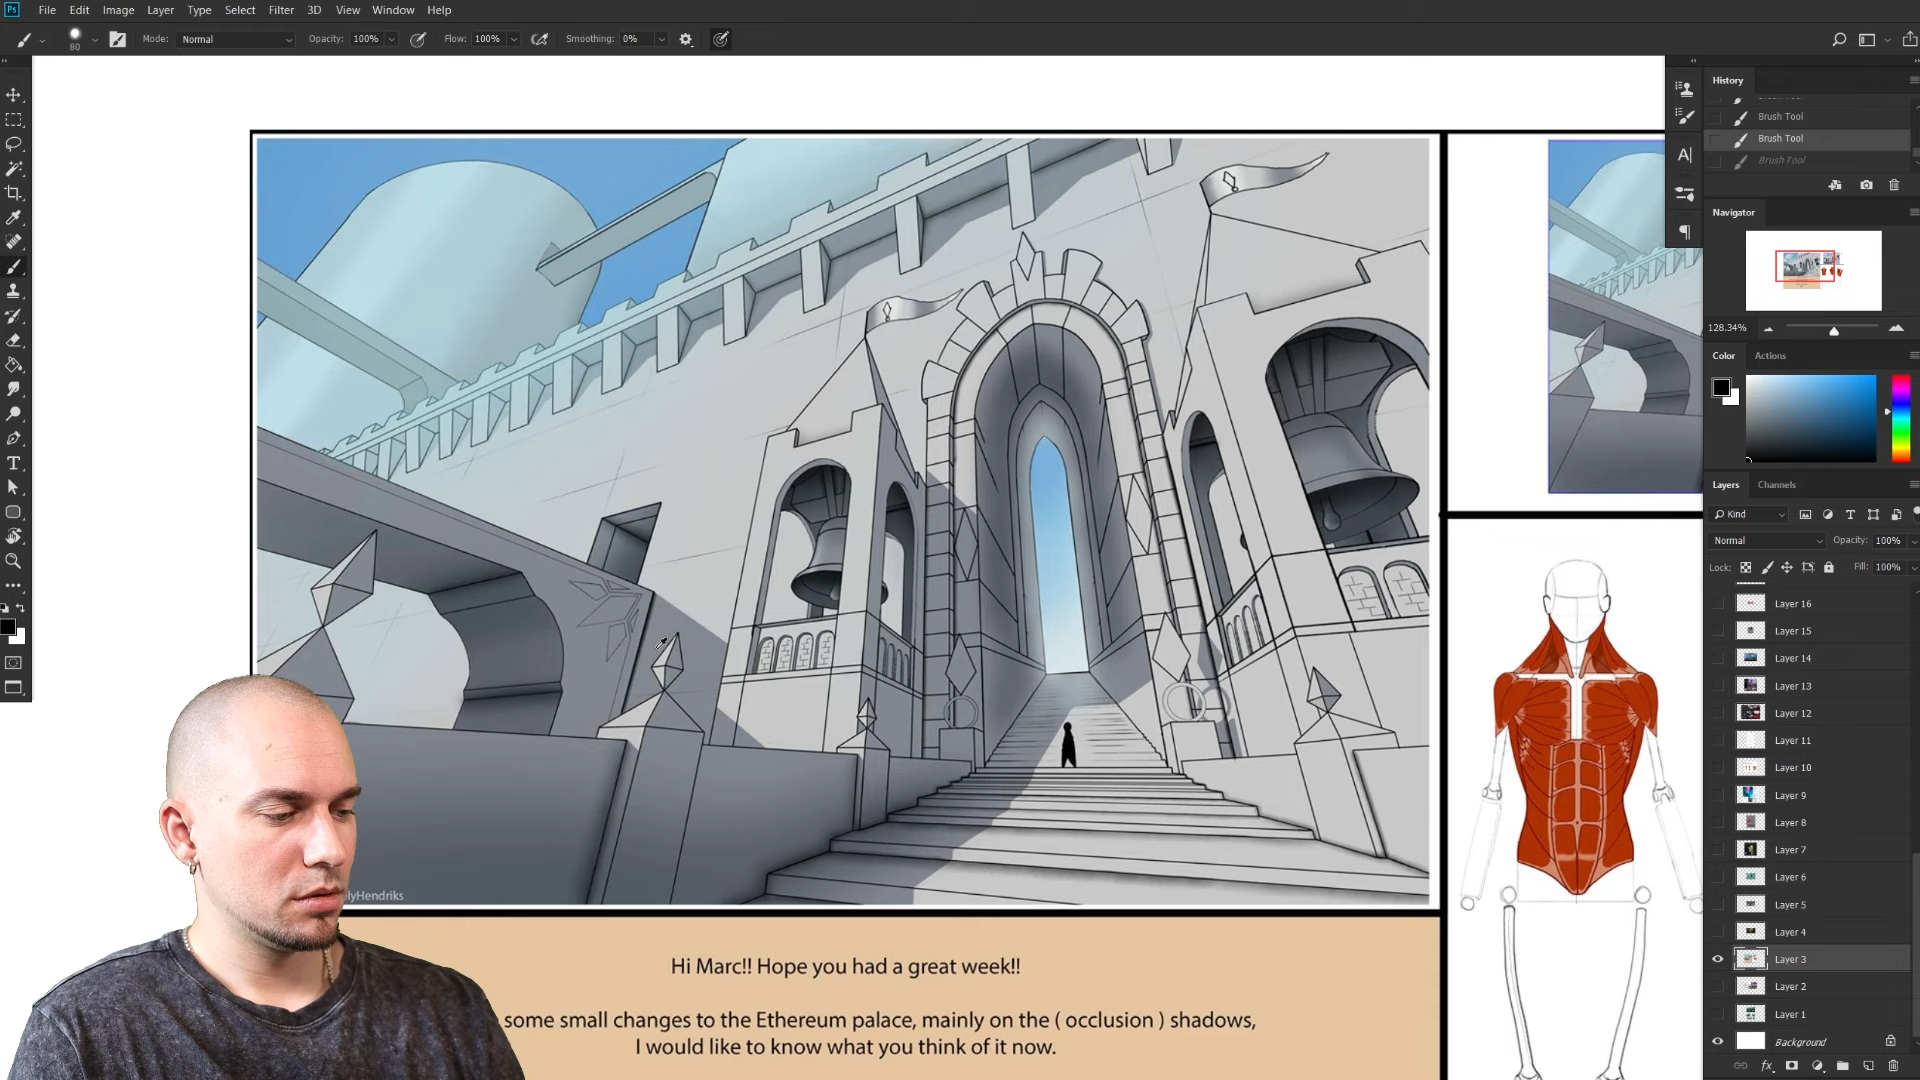 Ps File Edit Image Layer Type Select Filter 3D View Window Help
80 Mode: Normal Opacity: 100% Flow: 100% Smoothing: 0%
History
Brush Tool
Brush Tool
Brush Tool
Navigator
128.34%
Color Actions
Layers Channels
Kind
Normal Opacity: 100%
Lock: Fill: 100%
Layer 16
Layer 15
Layer 14
Layer 13
Layer 12
Layer 11
Layer 10
Layer 9
Layer 8
Layer 7
Layer 6
Layer 5
Layer 4
Layer 3
Layer 2
Layer 1
Background
fx
lyHendriks
Hi Marc!! Hope you had a great week!!
some small changes to the Ethereum palace, mainly on the ( occlusion ) shadows,
I would like to know what you think of it now.